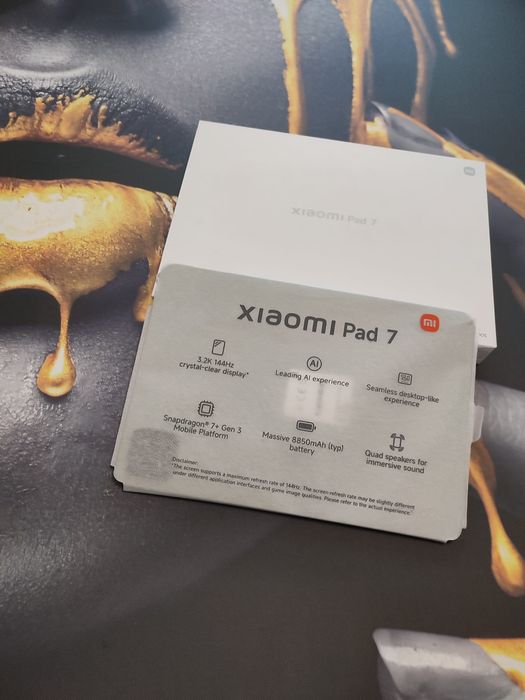 xiaomi Pad 7
xiaomi Pad 7
mi
3.2K 144Hz
crystal-clear display*
AI
Leading AI experience
Seamless desktop-like
experience
Snapdragon® 7+ Gen 3
Mobile Platform
Massive 8850mAh (typ)
battery
Quad speakers for
immersive sound
Disclaimer:
*The screen supports a maximum refresh rate of 144Hz. The screen refresh rate may be slightly different
under different application interfaces and game image qualities. Please refer to the actual experience.